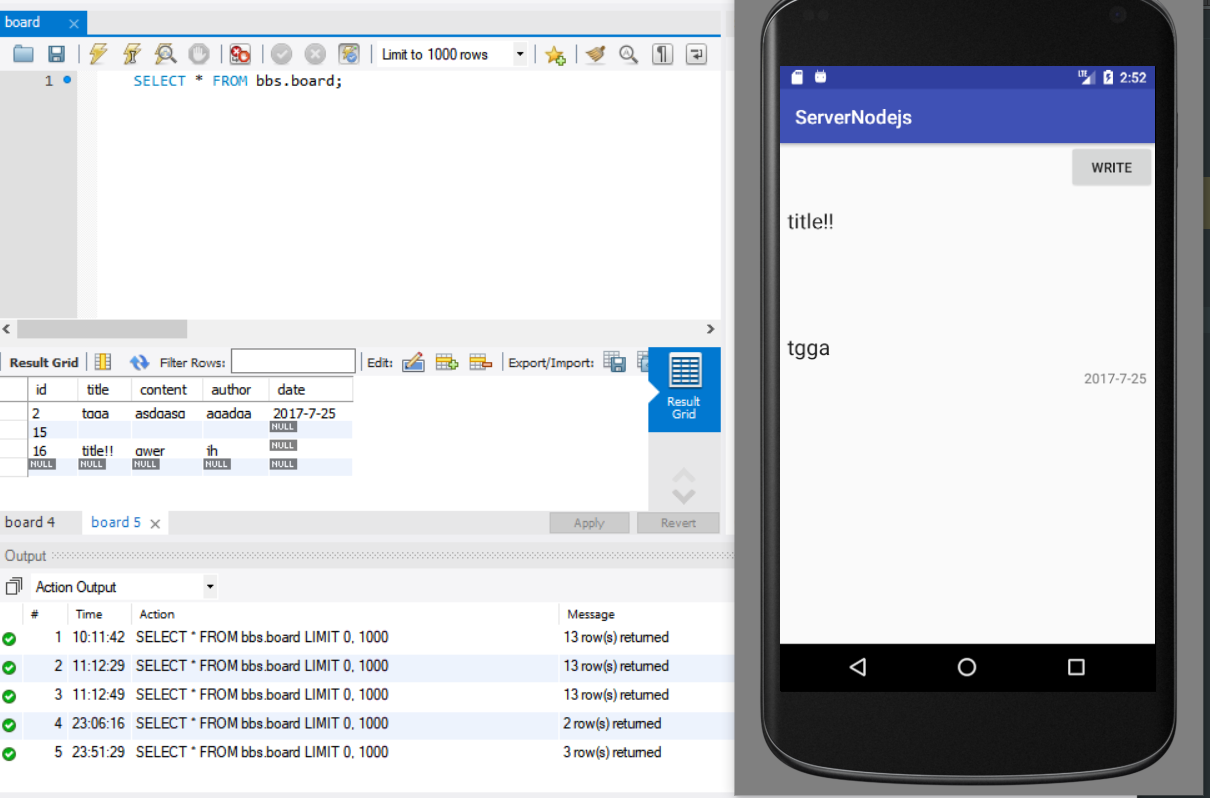 board
Limit to 1000 rows
1 SELECT * FROM bbs.board;
Result Grid Filter Rows: Edit: Export/Import:
Result
Grid
id title content author date
2 tgga asdgasg agadga 2017-7-25
15 NULL
16 title!! qwer jh NULL
NULL NULL NULL NULL NULL
board 4 board 5 Apply Revert
Output
Action Output
# Time Action Message
1 10:11:42 SELECT * FROM bbs.board LIMIT 0, 1000 13 row(s) returned
2 11:12:29 SELECT * FROM bbs.board LIMIT 0, 1000 13 row(s) returned
3 11:12:49 SELECT * FROM bbs.board LIMIT 0, 1000 13 row(s) returned
4 23:06:16 SELECT * FROM bbs.board LIMIT 0, 1000 2 row(s) returned
5 23:51:29 SELECT * FROM bbs.board LIMIT 0, 1000 3 row(s) returned
LTE 2:52
ServerNodejs
WRITE
title!!
tgga
2017-7-25